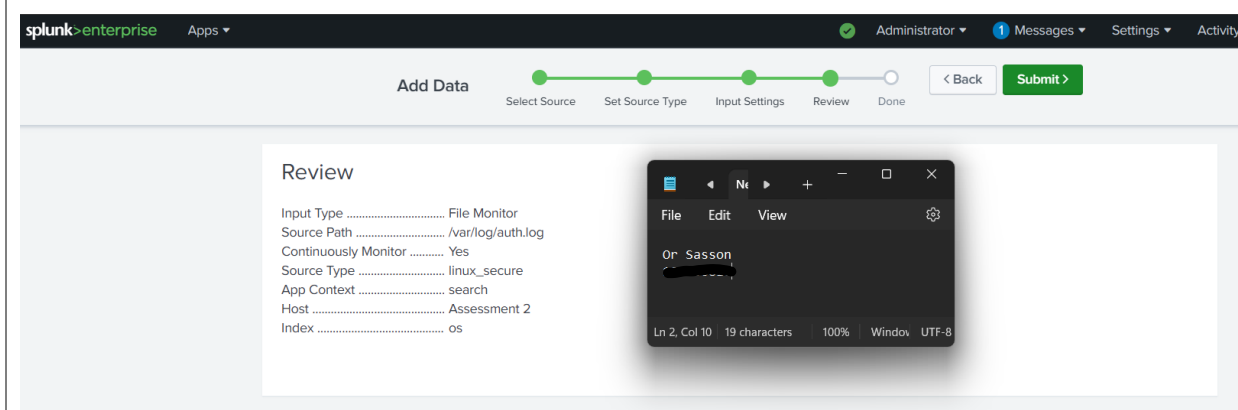 splunk>enterprise Apps Administrator 1 Messages Settings Activity
Add Data
Select Source Set Source Type Input Settings Review Done
< Back Submit >
Review
Input Type ................................ File Monitor
Source Path ............................. /var/log/auth.log
Continuously Monitor ........... Yes
Source Type ............................. linux_secure
App Context ............................ search
Host ............................................ Assessment 2
Index ......................................... os
File Edit View
Or Sasson
Ln 2, Col 10 19 characters 100% UTF-8